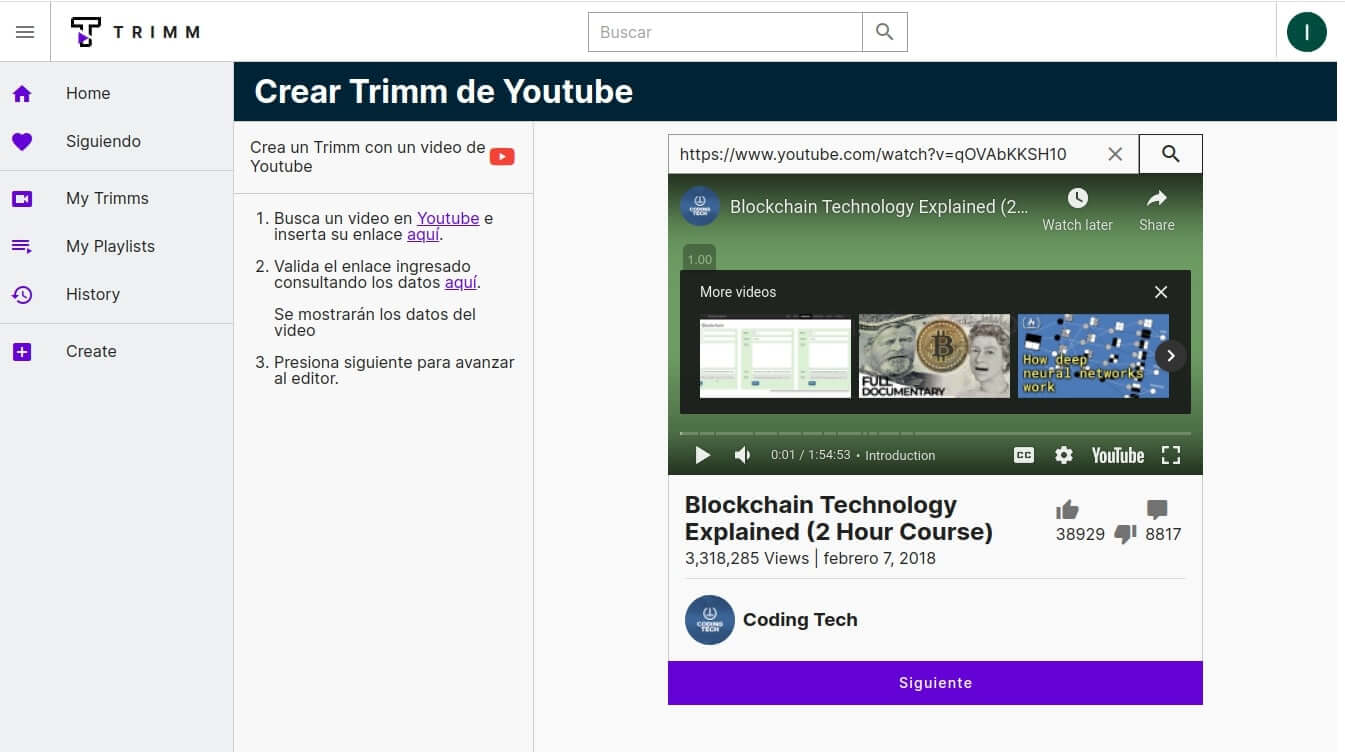 TRIMM
Buscar
I
Home
Siguiendo
My Trimms
My Playlists
History
Create
Crear Trimm de Youtube
Crea un Trimm con un video de
Youtube
1. Busca un video en Youtube e
inserta su enlace aquí.
2. Valida el enlace ingresado
consultando los datos aquí.
Se mostrarán los datos del
video
3. Presiona siguiente para avanzar
al editor.
https://www.youtube.com/watch?v=qOVAbKKSH10
CODING
TECH
Blockchain Technology Explained (2...
Watch later
Share
1.00
More videos
Blockchain
FULL
DOCUMENTARY
How deep
neural networks
work
0:01 / 1:54:53 • Introduction
CC
YouTube
Blockchain Technology
Explained (2 Hour Course)
38929
8817
3,318,285 Views | febrero 7, 2018
CODING
TECH
Coding Tech
Siguiente